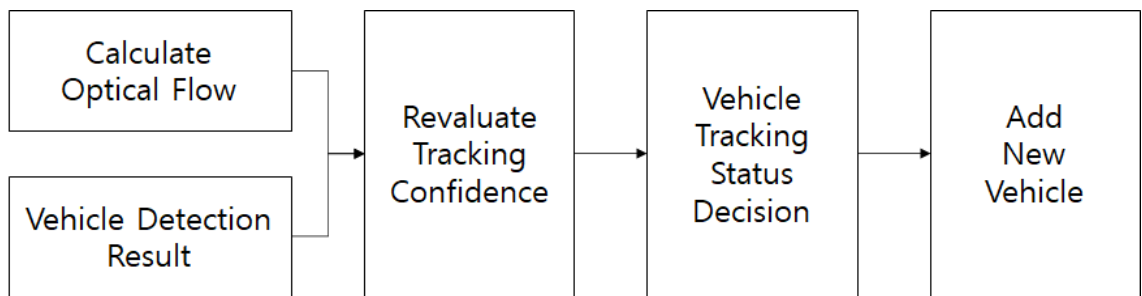 Calculate
Optical Flow
Vehicle Detection
Result
Revaluate
Tracking
Confidence
Vehicle
Tracking
Status
Decision
Add
New
Vehicle